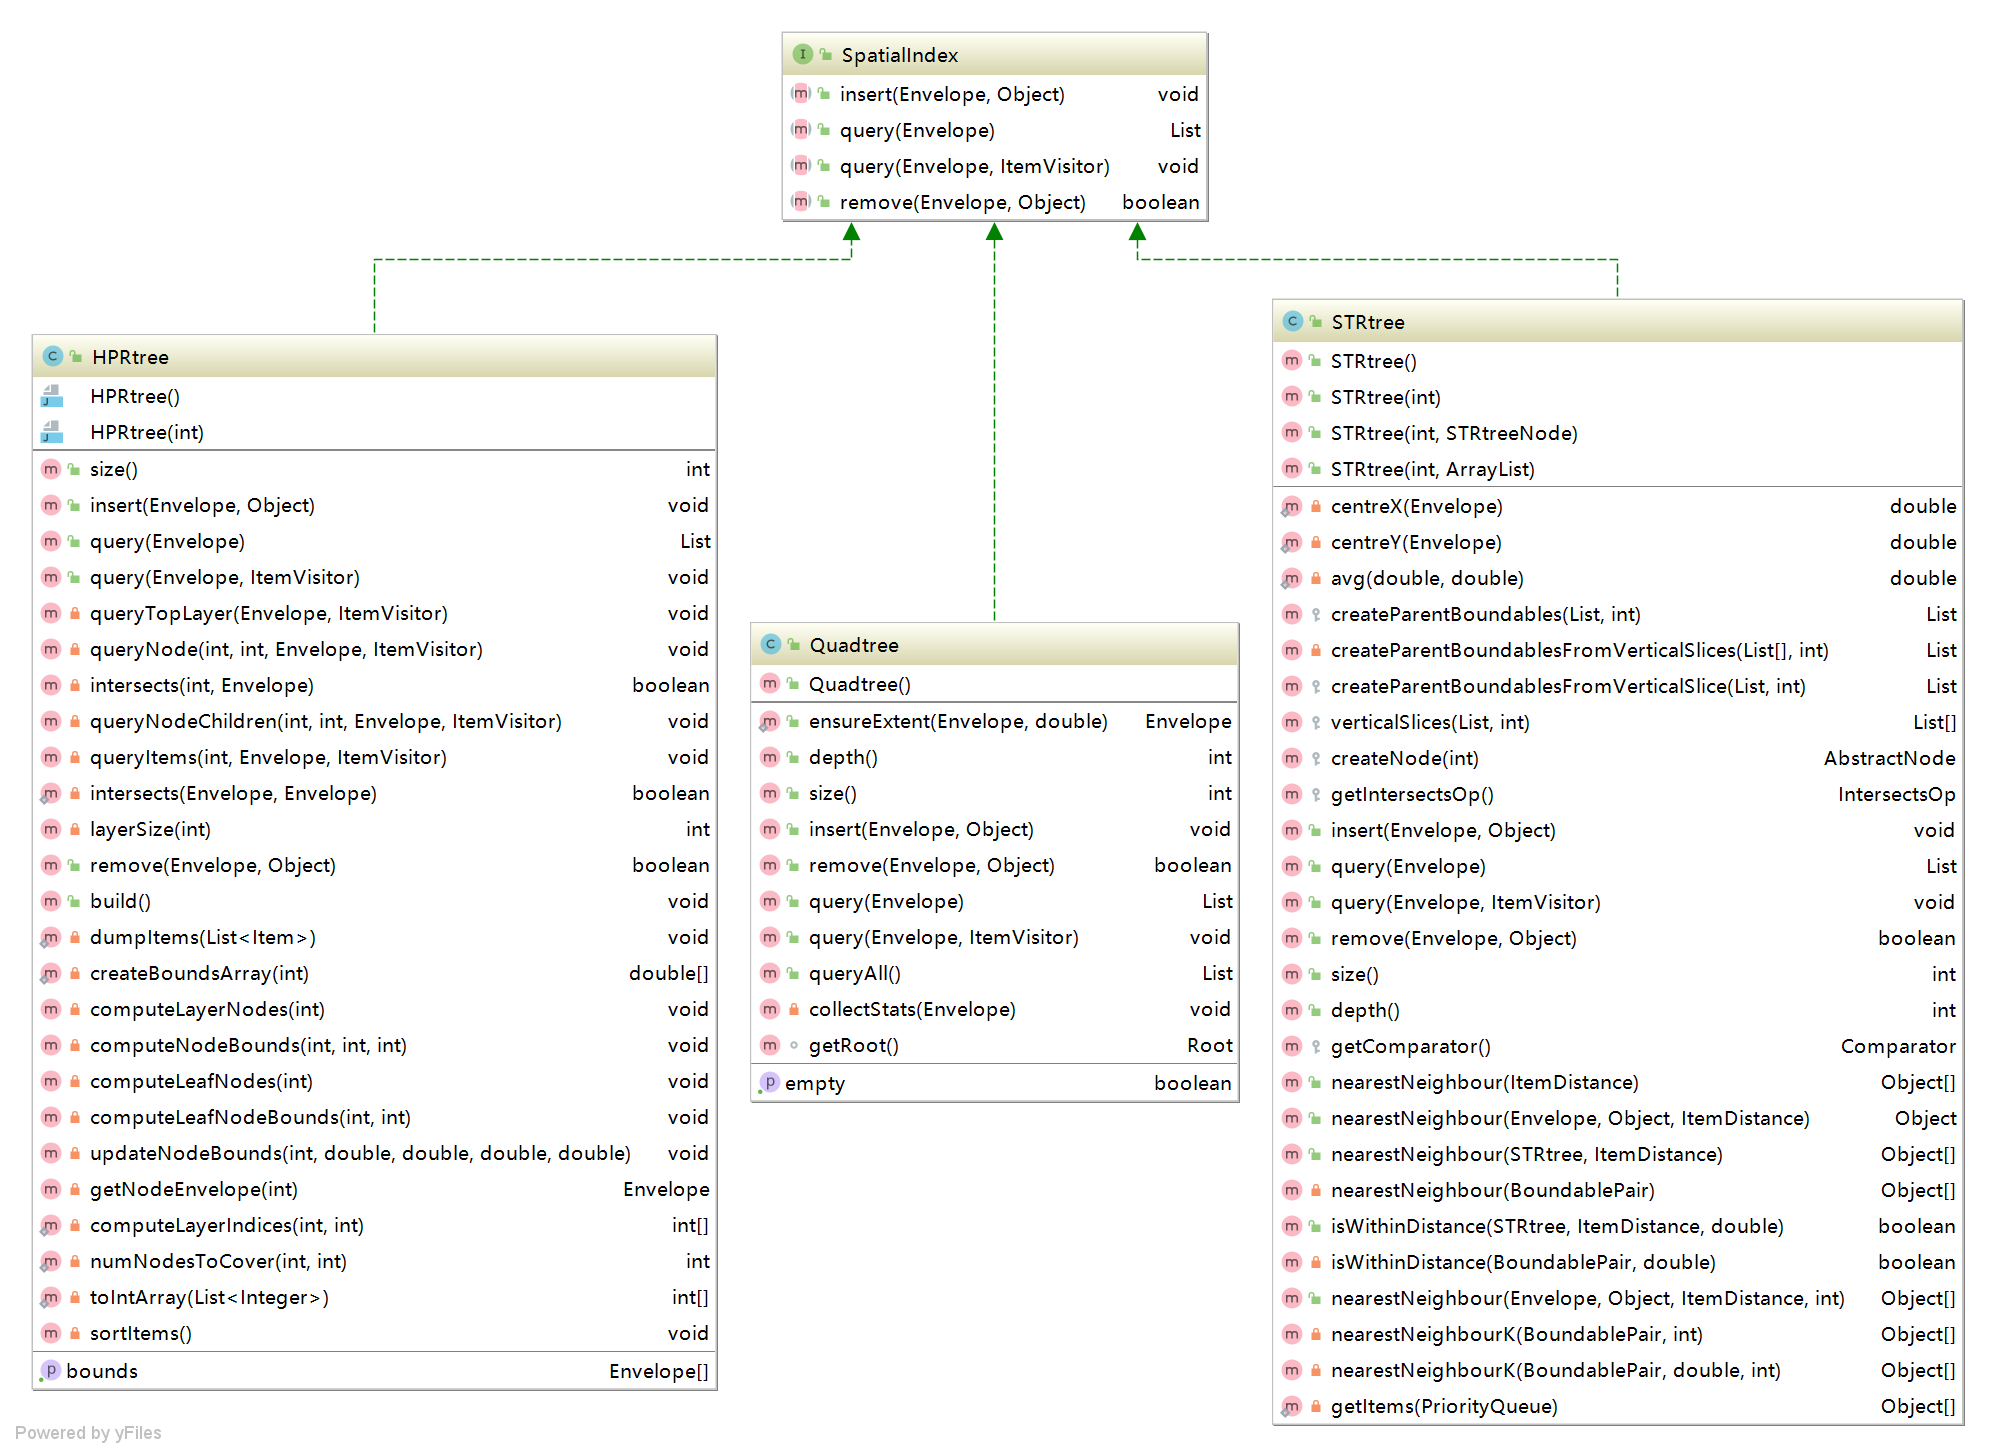 SpatialIndex
insert(Envelope, Object) void
query(Envelope) List
query(Envelope, ItemVisitor) void
remove(Envelope, Object) boolean
HPRtree
HPRtree()
HPRtree(int)
size() int
insert(Envelope, Object) void
query(Envelope) List
query(Envelope, ItemVisitor) void
queryTopLayer(Envelope, ItemVisitor) void
queryNode(int, int, Envelope, ItemVisitor) void
intersects(int, Envelope) boolean
queryNodeChildren(int, int, Envelope, ItemVisitor) void
queryItems(int, Envelope, ItemVisitor) void
intersects(Envelope, Envelope) boolean
layerSize(int) int
remove(Envelope, Object) boolean
build() void
dumpItems(List<Item>) void
createBoundsArray(int) double[]
computeLayerNodes(int) void
computeNodeBounds(int, int, int) void
computeLeafNodes(int) void
computeLeafNodeBounds(int, int) void
updateNodeBounds(int, double, double, double, double) void
getNodeEnvelope(int) Envelope
computeLayerIndices(int, int) int[]
numNodesToCover(int, int) int
toIntArray(List<Integer>) int[]
sortItems() void
bounds Envelope[]
Quadtree
Quadtree()
ensureExtent(Envelope, double) Envelope
depth() int
size() int
insert(Envelope, Object) void
remove(Envelope, Object) boolean
query(Envelope) List
query(Envelope, ItemVisitor) void
queryAll() List
collectStats(Envelope) void
getRoot() Root
empty boolean
STRtree
STRtree()
STRtree(int)
STRtree(int, STRtreeNode)
STRtree(int, ArrayList)
centreX(Envelope) double
centreY(Envelope) double
avg(double, double) double
createParentBoundables(List, int) List
createParentBoundablesFromVerticalSlices(List[], int) List
createParentBoundablesFromVerticalSlice(List, int) List
verticalSlices(List, int) List[]
createNode(int) AbstractNode
getIntersectsOp() IntersectsOp
insert(Envelope, Object) void
query(Envelope) List
query(Envelope, ItemVisitor) void
remove(Envelope, Object) boolean
size() int
depth() int
getComparator() Comparator
nearestNeighbour(ItemDistance) Object[]
nearestNeighbour(Envelope, Object, ItemDistance) Object
nearestNeighbour(STRtree, ItemDistance) Object[]
nearestNeighbour(BoundablePair) Object[]
isWithinDistance(STRtree, ItemDistance, double) boolean
isWithinDistance(BoundablePair, double) boolean
nearestNeighbour(Envelope, Object, ItemDistance, int) Object[]
nearestNeighbourK(BoundablePair, int) Object[]
nearestNeighbourK(BoundablePair, double, int) Object[]
getItems(PriorityQueue) Object[]
Powered by yFiles